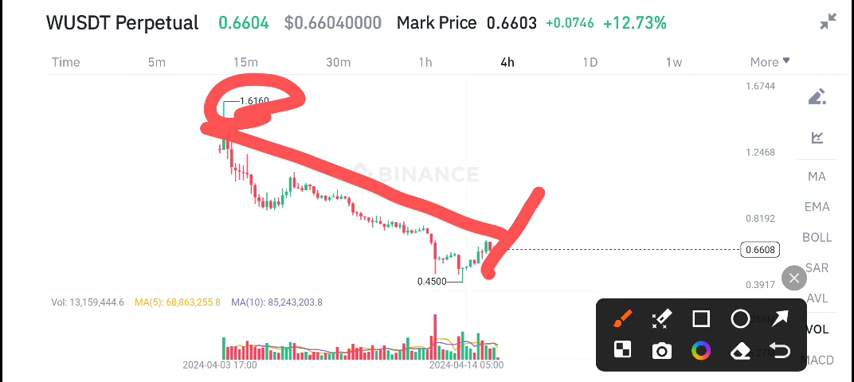 WUSDT Perpetual 0.6604 $0.66040000 Mark Price 0.6603 +0.0746 +12.73%
Time 5m 15m 30m 1h 4h 1D 1w More
1.6744
1.6160
1.2468
BINANCE
MA
EMA
0.8192
BOLL
0.6608
SAR
0.4500
0.3917
AVL
Vol: 13,159,444.6 MA(5): 68,863,255.8 MA(10): 85,243,203.8
VOL
MACD
2024-04-03 17:00 2024-04-14 05:00